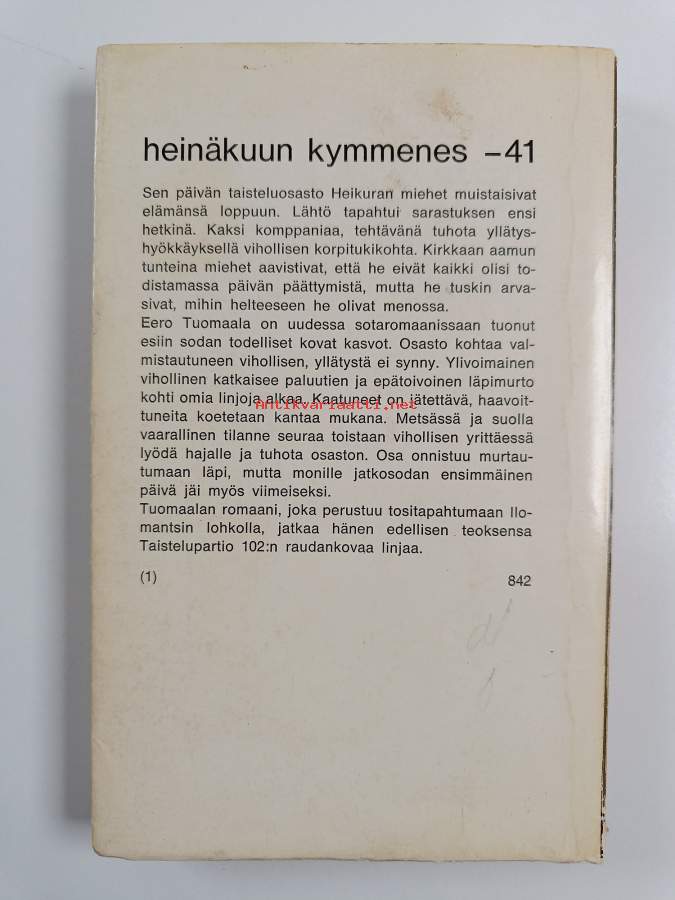 heinäkuun kymmenes –41
Sen päivän taisteluosasto Heikuran miehet muistaisivat
elämänsä loppuun. Lähtö tapahtui sarastuksen ensi
hetkinä. Kaksi komppaniaa, tehtävänä tuhota yllätys-
hyökkäyksellä vihollisen korpitukikohta. Kirkkaan aamun
tunteina miehet aavistivat, että he eivät kaikki olisi to-
distamassa päivän päättymistä, mutta he tuskin arva-
sivat, mihin helteeseen he olivat menossa.
Eero Tuomaala on uudessa sotaromaanissaan tuonut
esiin sodan todelliset kovat kasvot. Osasto kohtaa val-
mistautuneen vihollisen, yllätystä ei synny. Ylivoimainen
vihollinen katkaisee paluutien ja epätoivoinen läpimurto
kohti omia linjoja alkaa. Kaatuneet on jätettävä, haavoit-
Antikvariaatti.net
tuneita koetetaan kantaa mukana. Metsässä ja suolla
vaarallinen tilanne seuraa toistaan vihollisen yrittäessä
lyödä hajalle ja tuhota osaston. Osa onnistuu murtau-
tumaan läpi, mutta monille jatkosodan ensimmäinen
päivä jäi myös viimeiseksi.
Tuomaalan romaani, joka perustuu tositapahtumaan Ilo-
mantsin lohkolla, jatkaa hänen edellisen teoksensa
Taistelupartio 102:n raudankovaa linjaa.
(1) 842